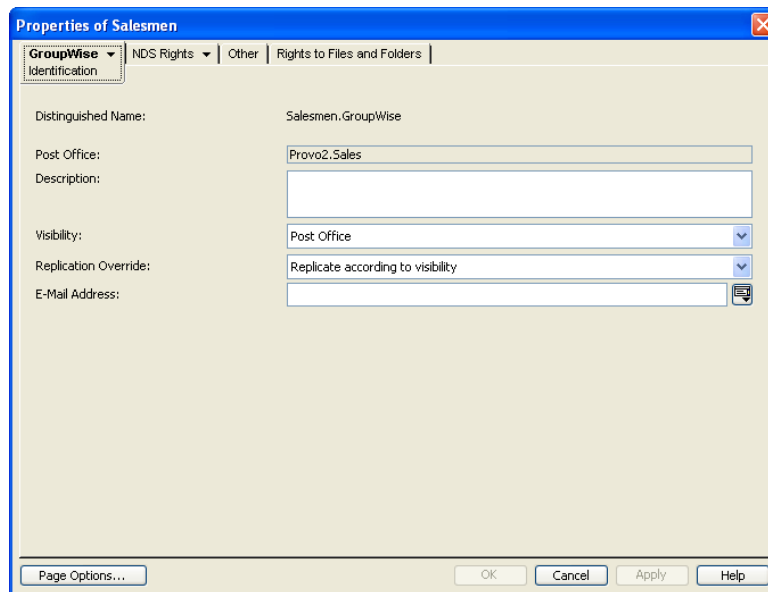 Properties of Salesmen
GroupWise NDS Rights Other Rights to Files and Folders
Identification
Distinguished Name: Salesmen.GroupWise
Post Office: Provo2.Sales
Description:
Visibility: Post Office
Replication Override: Replicate according to visibility
E-Mail Address:
Page Options... OK Cancel Apply Help